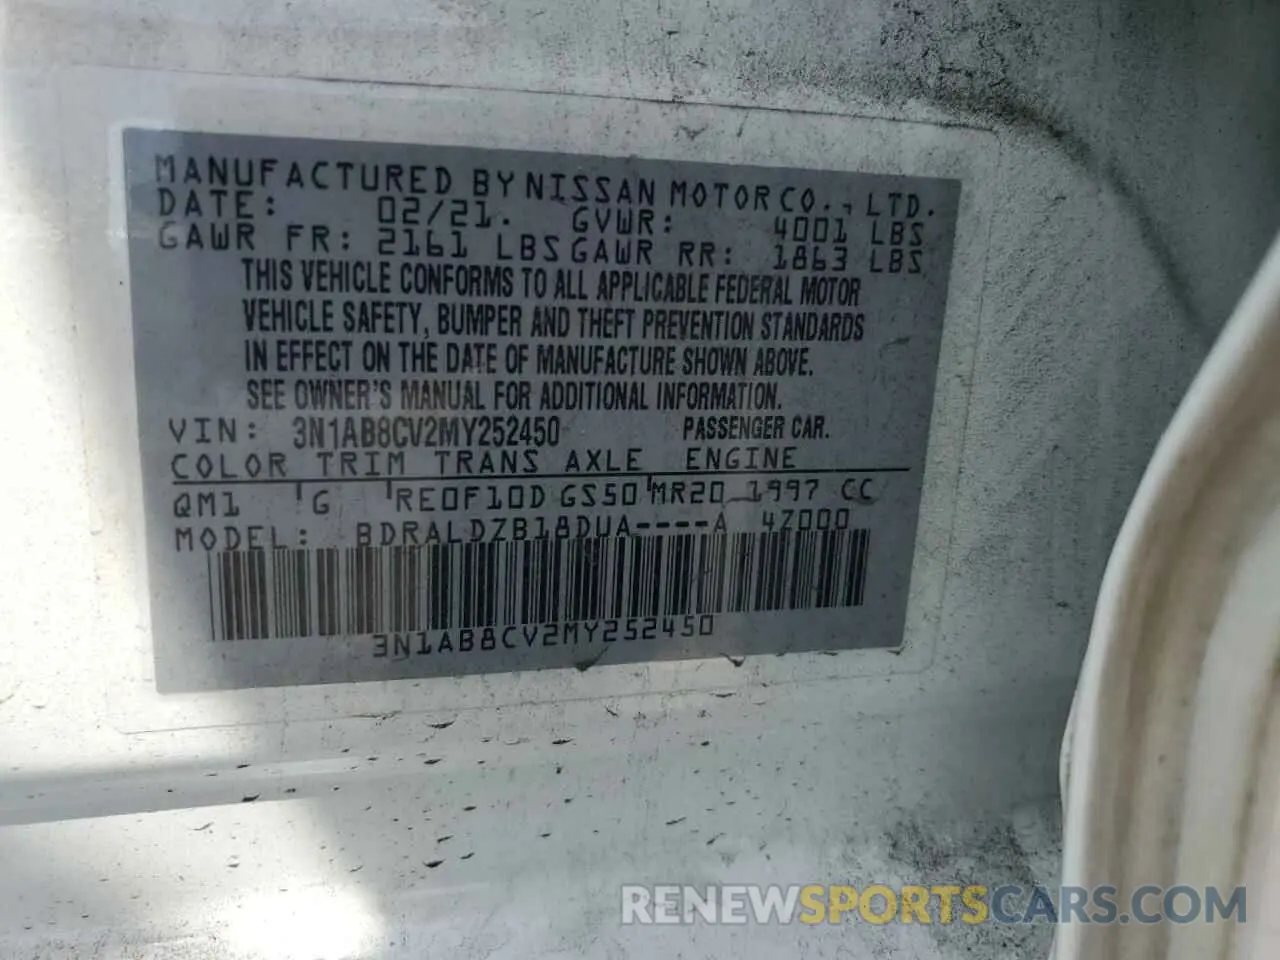 MANUFACTURED BY NISSAN MOTOR CO., LTD.
DATE: 02/21. GVWR: 4001 LBS
GAWR FR: 2161 LBS GAWR RR: 1863 LBS
THIS VEHICLE CONFORMS TO ALL APPLICABLE FEDERAL MOTOR
VEHICLE SAFETY, BUMPER AND THEFT PREVENTION STANDARDS
IN EFFECT ON THE DATE OF MANUFACTURE SHOWN ABOVE.
SEE OWNER'S MANUAL FOR ADDITIONAL INFORMATION.
VIN: 3N1AB8CV2MY252450 PASSENGER CAR.
COLOR TRIM TRANS AXLE ENGINE
QM1 G RE0F10D GS50 MR20 1997 CC
MODEL: BDRALDZB18DUA----A 4Z000
3N1AB8CV2MY252450
RENEWSPORTSCARS.COM